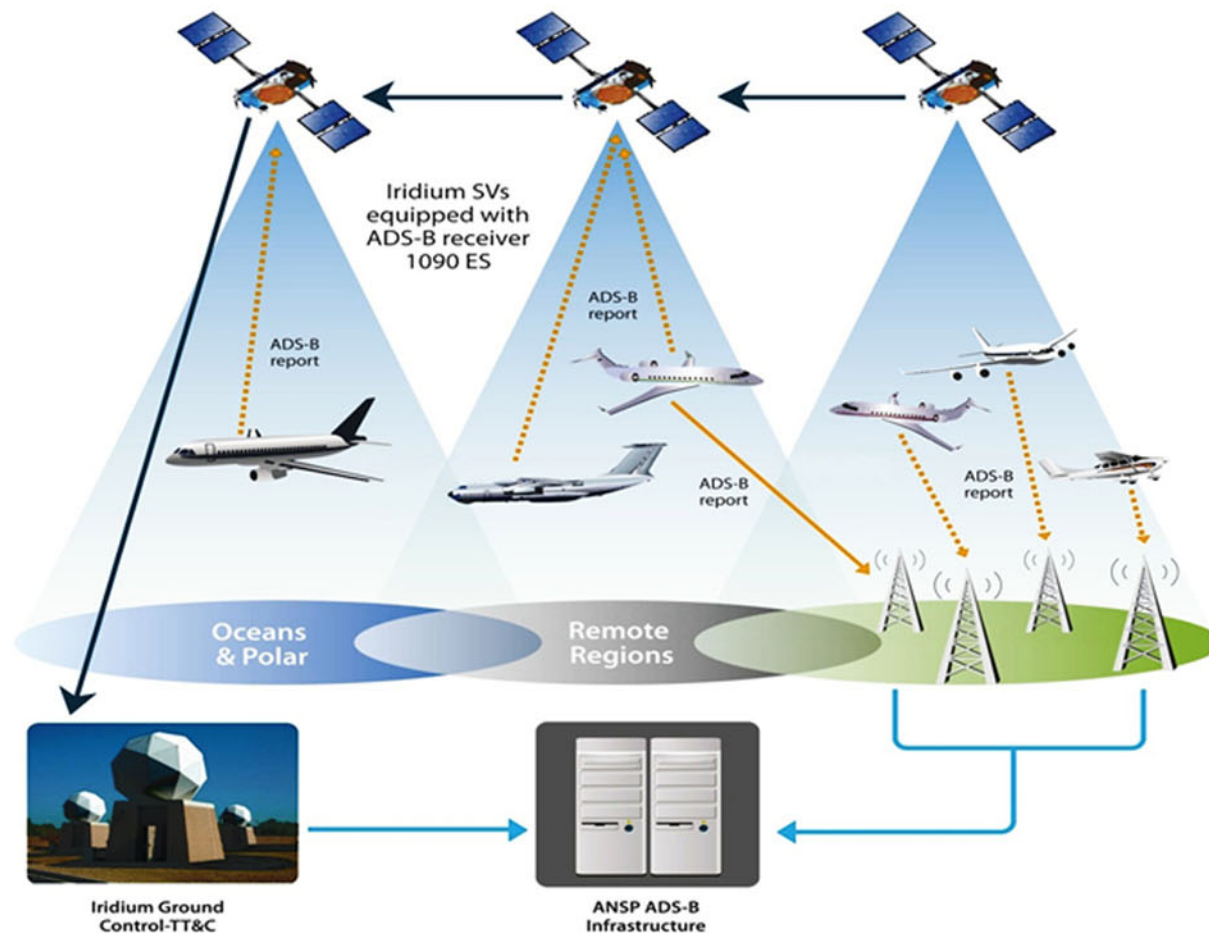 Iridium SVs
equipped with
ADS-B receiver
1090 ES
ADS-B
report
ADS-B
report
ADS-B
report
ADS-B
report
Oceans
& Polar
Remote
Regions
Iridium Ground
Control-TT&C
ANSP ADS-B
Infrastructure